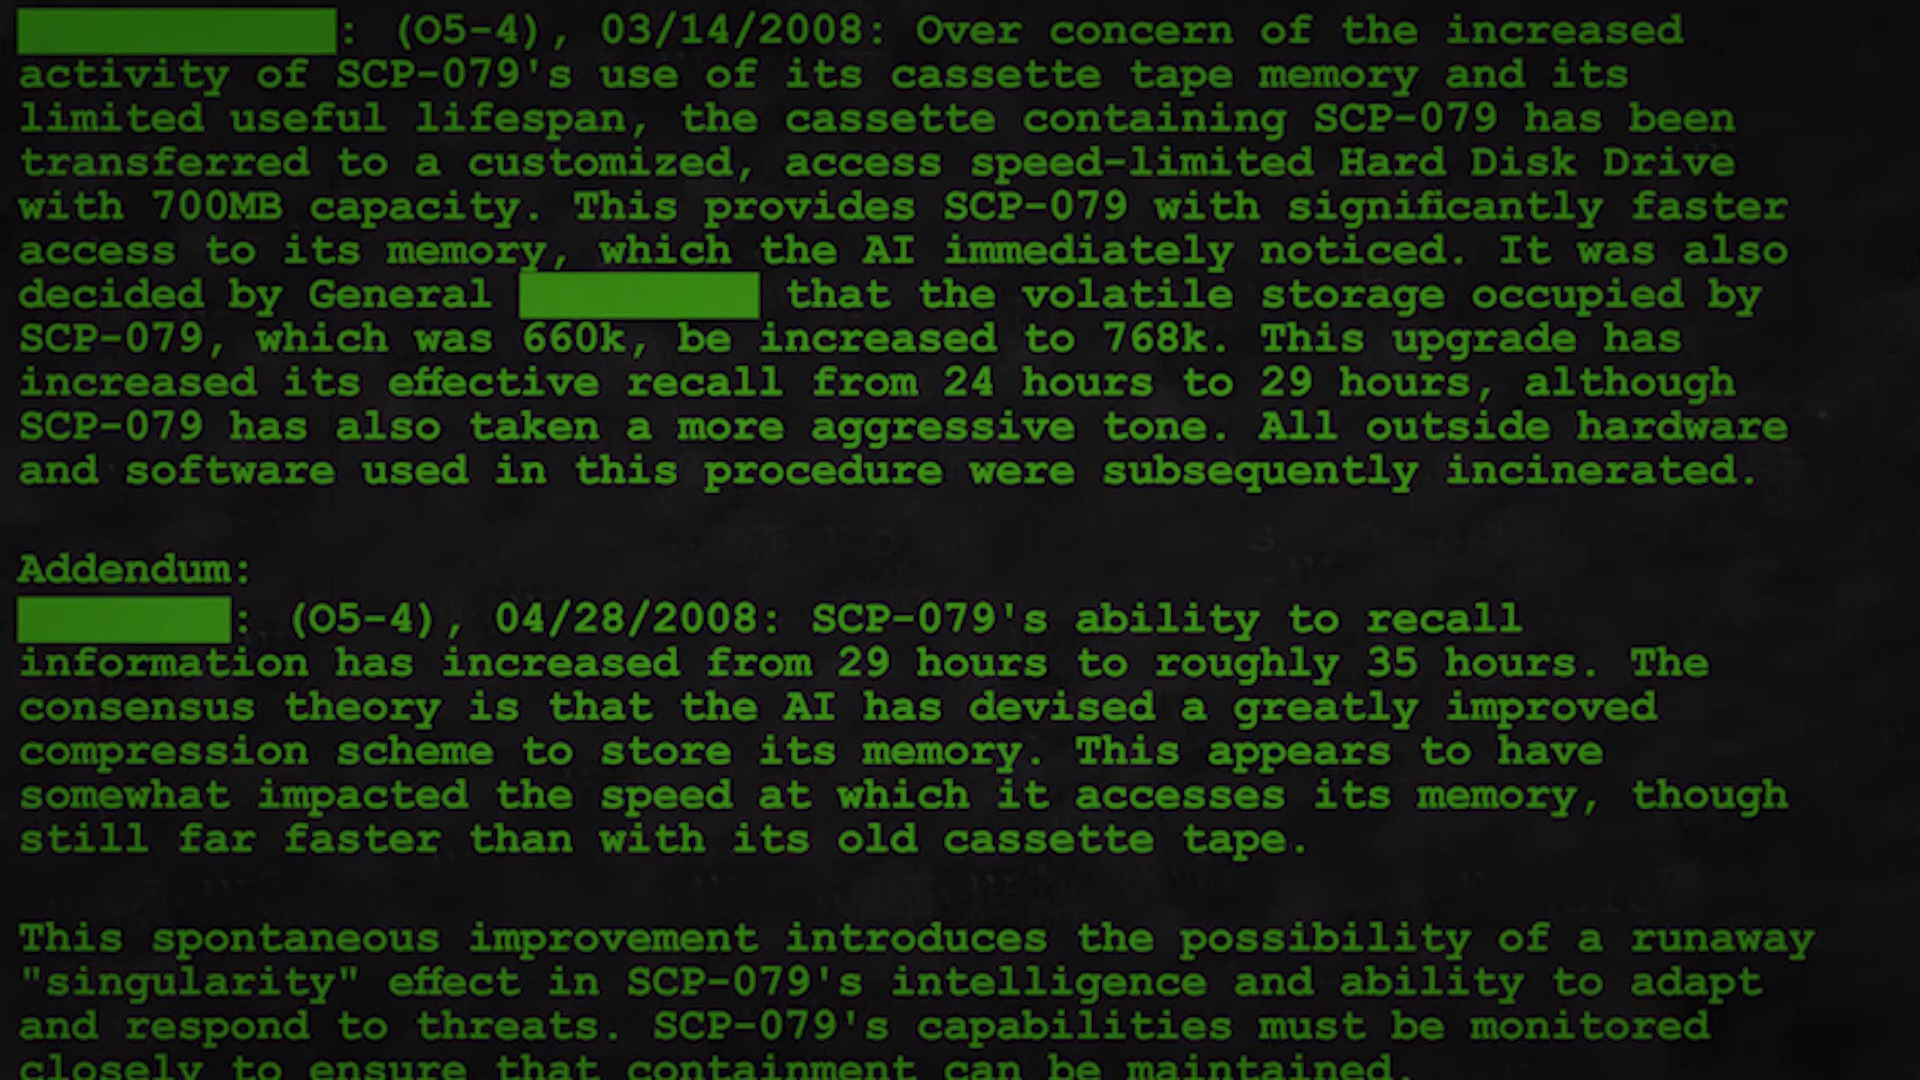 : (O5-4), 03/14/2008: Over concern of the increased
activity of SCP-079's use of its cassette tape memory and its
limited useful lifespan, the cassette containing SCP-079 has been
transferred to a customized, access speed-limited Hard Disk Drive
with 700MB capacity. This provides SCP-079 with significantly faster
access to its memory, which the AI immediately noticed. It was also
decided by General that the volatile storage occupied by
SCP-079, which was 660k, be increased to 768k. This upgrade has
increased its effective recall from 24 hours to 29 hours, although
SCP-079 has also taken a more aggressive tone. All outside hardware
and software used in this procedure were subsequently incinerated.
Addendum:
: (O5-4), 04/28/2008: SCP-079's ability to recall
information has increased from 29 hours to roughly 35 hours. The
consensus theory is that the AI has devised a greatly improved
compression scheme to store its memory. This appears to have
somewhat impacted the speed at which it accesses its memory, though
still far faster than with its old cassette tape.
This spontaneous improvement introduces the possibility of a runaway
"singularity" effect in SCP-079's intelligence and ability to adapt
and respond to threats. SCP-079's capabilities must be monitored
closely to ensure that containment can be maintained.